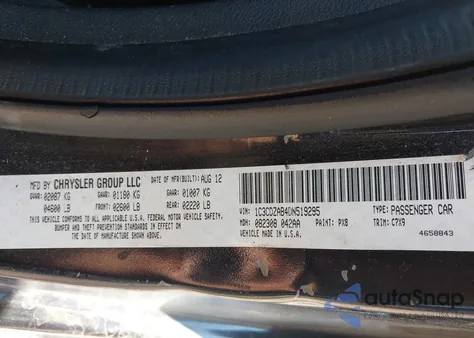 MFD BY CHRYSLER GROUP LLC DATE OF MFR(BUILT): AUG 12
GVWR: 02087 KG GAWR: 01180 KG GAWR: 01007 KG
04600 LB FRONT: 02600 LB REAR: 02220 LB
THIS VEHICLE CONFORMS TO ALL APPLICABLE U.S.A. FEDERAL MOTOR VEHICLE SAFETY,
BUMPER AND THEFT PREVENTION STANDARDS IN EFFECT ON
THE DATE OF MANUFACTURE SHOWN ABOVE.
VIN: 1C3CDZAB4DN519295 TYPE: PASSENGER CAR
MDH: 082308 042AA PAINT: PX8 TRIM: CPX9
VEHICLE MADE IN U.S.A. 4658843
autoSnap